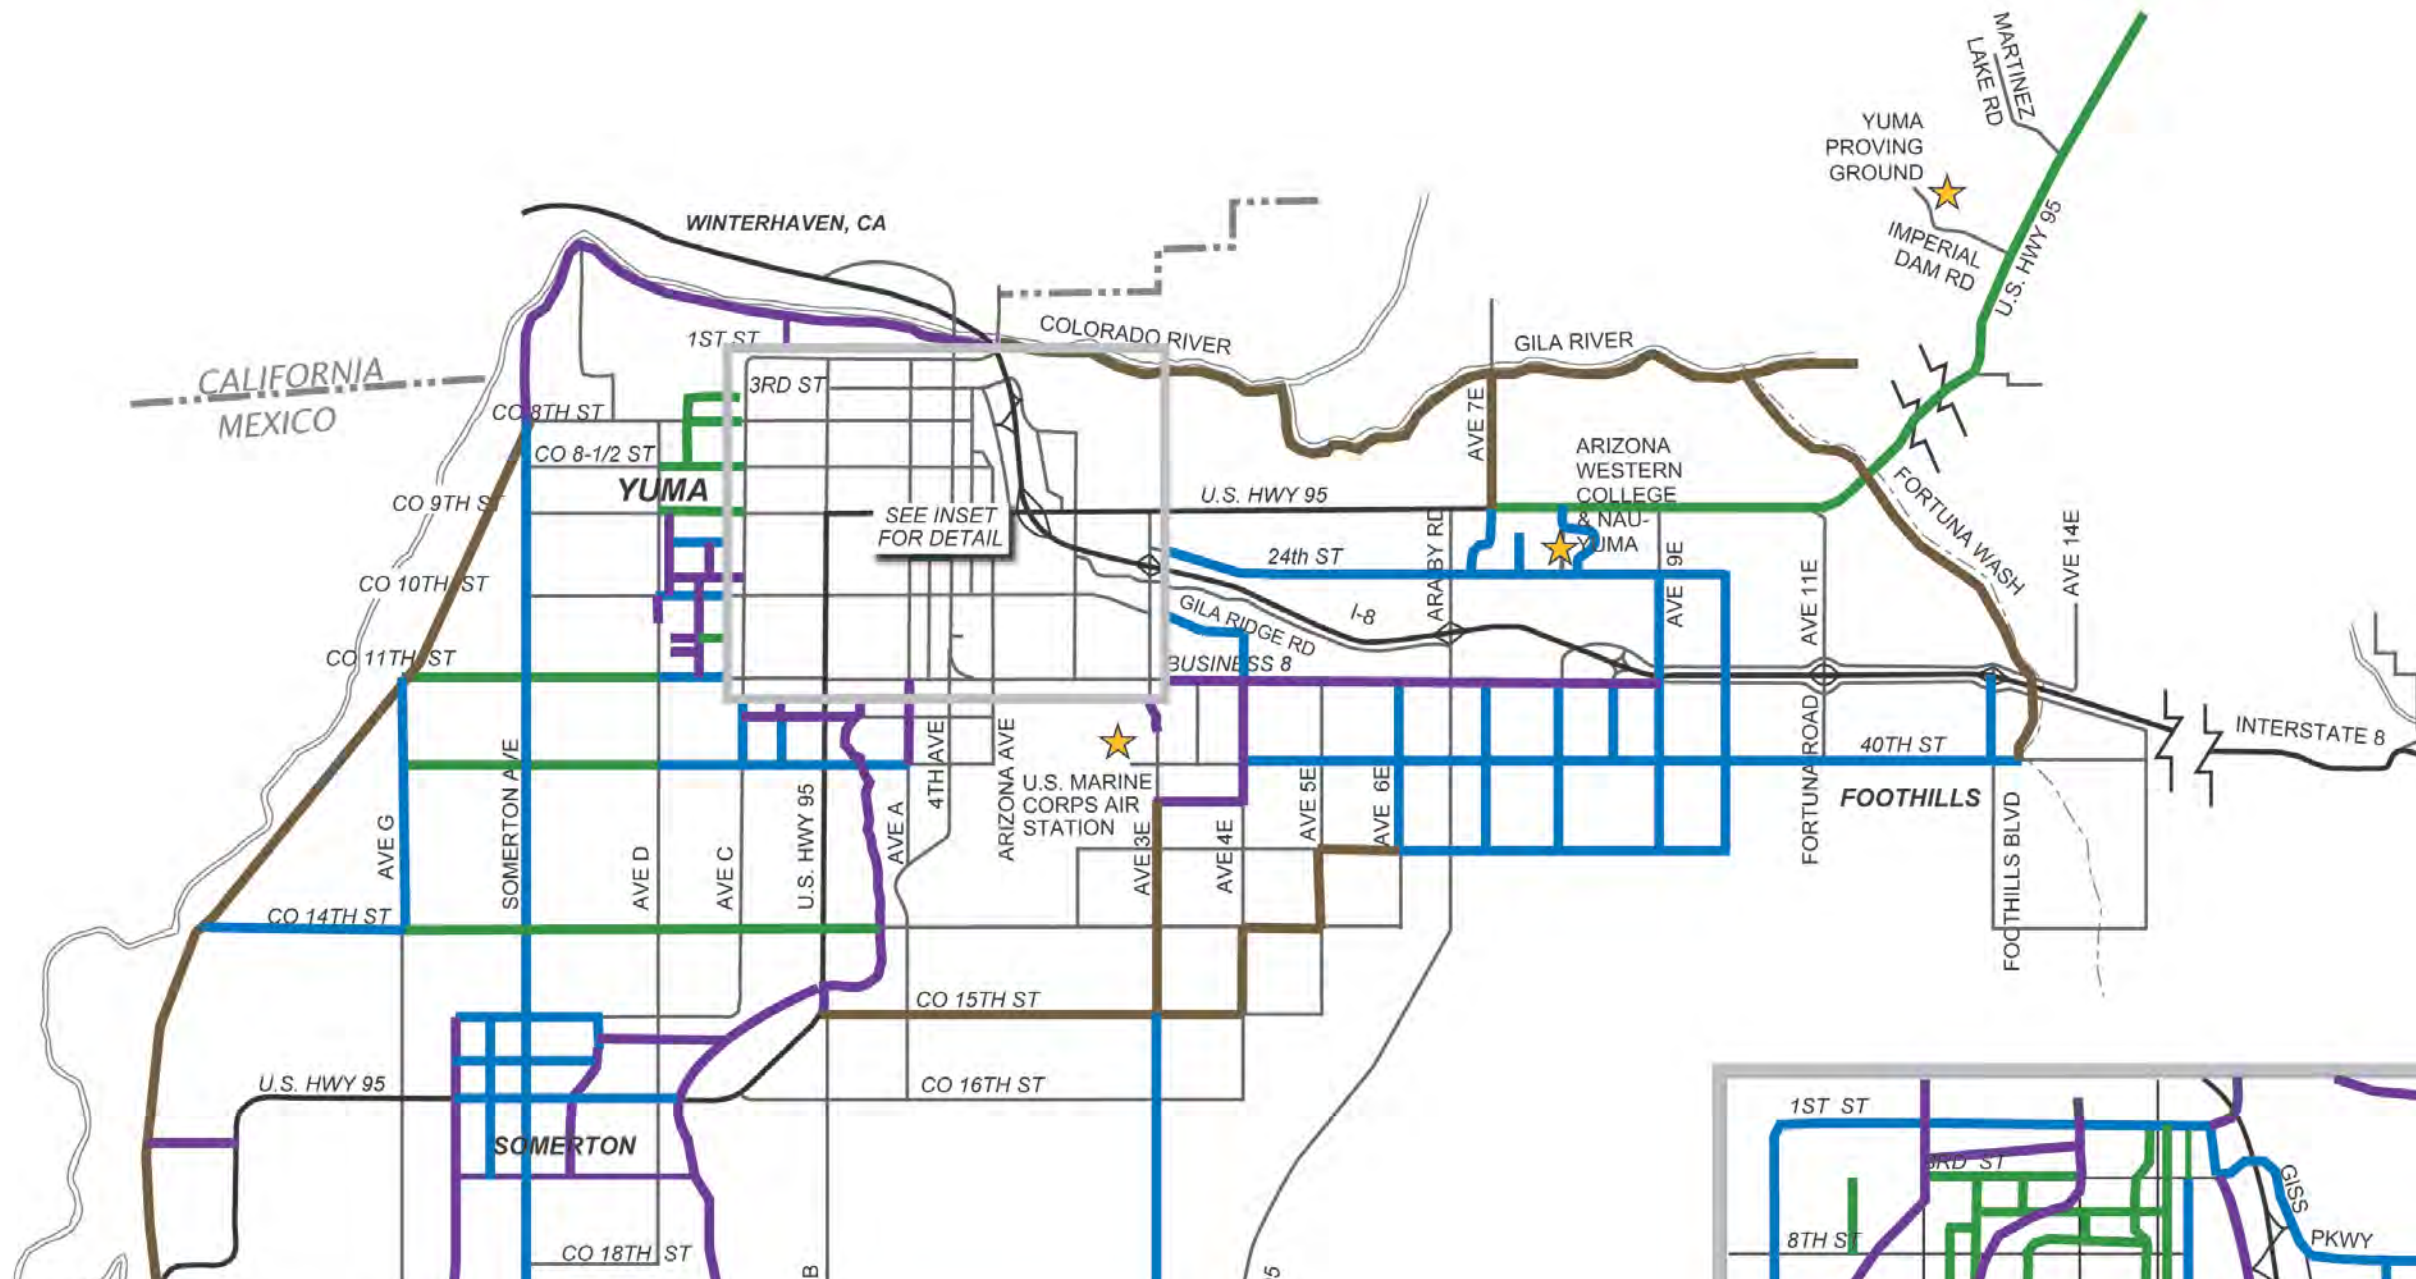 MARTINEZ
LAKE RD
YUMA
PROVING
GROUND
IMPERIAL
DAM RD
U.S. HWY 95
WINTERHAVEN, CA
COLORADO RIVER
GILA RIVER
1ST ST
CALIFORNIA
MEXICO
3RD ST
CO 8TH ST
CO 8-1/2 ST
YUMA
CO 9TH ST
SEE INSET
FOR DETAIL
U.S. HWY 95
AVE 7E
ARIZONA
WESTERN
COLLEGE
& NAU-
YUMA
FORTUNA WASH
AVE 14E
24th ST
ARABY RD
AVE 9E
AVE 11E
CO 10TH ST
GILA RIDGE RD
I-8
CO 11TH ST
BUSINESS 8
INTERSTATE 8
40TH ST
FOOTHILLS
FORTUNA ROAD
FOOTHILLS BLVD
U.S. MARINE
CORPS AIR
STATION
AVE G
SOMERTON AVE
AVE D
AVE C
U.S. HWY 95
AVE A
4TH AVE
ARIZONA AVE
AVE 3E
AVE 4E
AVE 5E
AVE 6E
CO 14TH ST
CO 15TH ST
U.S. HWY 95
CO 16TH ST
SOMERTON
CO 18TH ST
B
5
1ST ST
3RD ST
GISS
PKWY
8TH ST